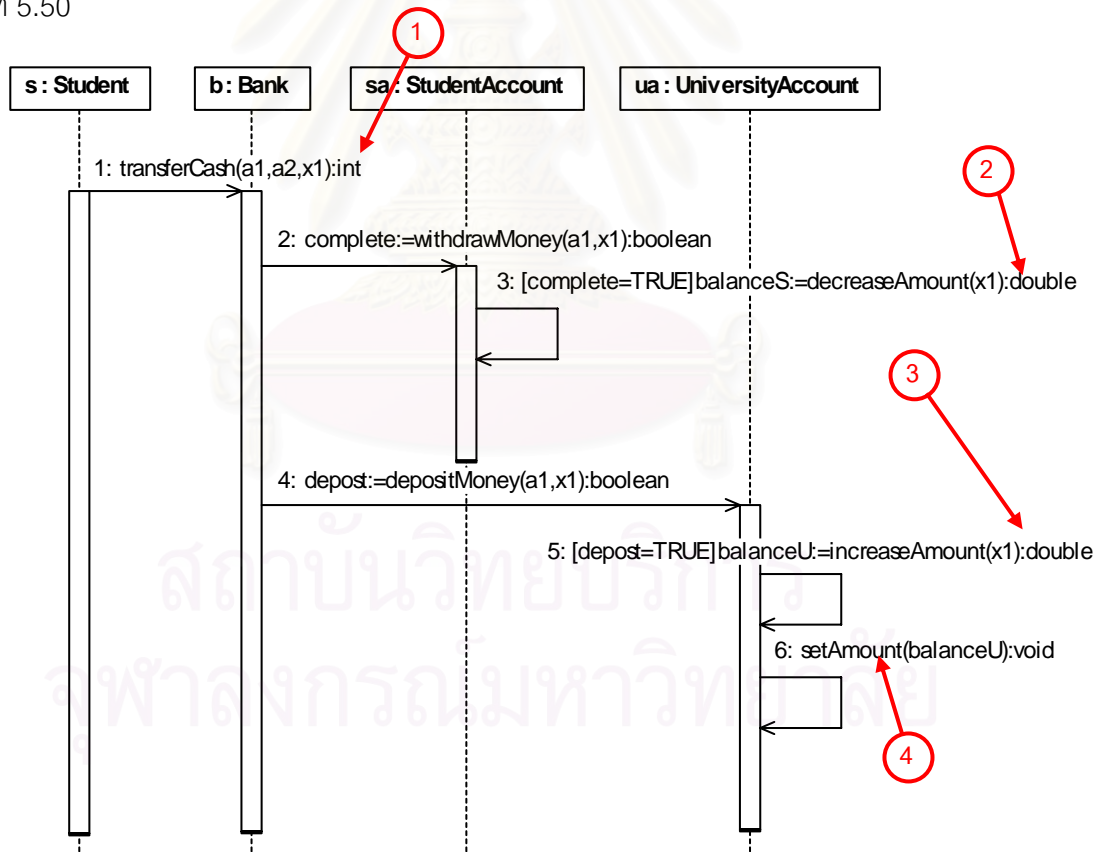 5.50
1
s : Student
b : Bank
sa : StudentAccount
ua : UniversityAccount
1: transferCash(a1,a2,x1):int
2
2: complete:=withdrawMoney(a1,x1):boolean
3: [complete=TRUE]balanceS:=decreaseAmount(x1):double
3
4: depost:=depositMoney(a1,x1):boolean
5: [depost=TRUE]balanceU:=increaseAmount(x1):double
สถาบันวิทยบริการ
6: setAmount(balanceU):void
จุฬาลงกรณ์มหาวิทยาลัย
4